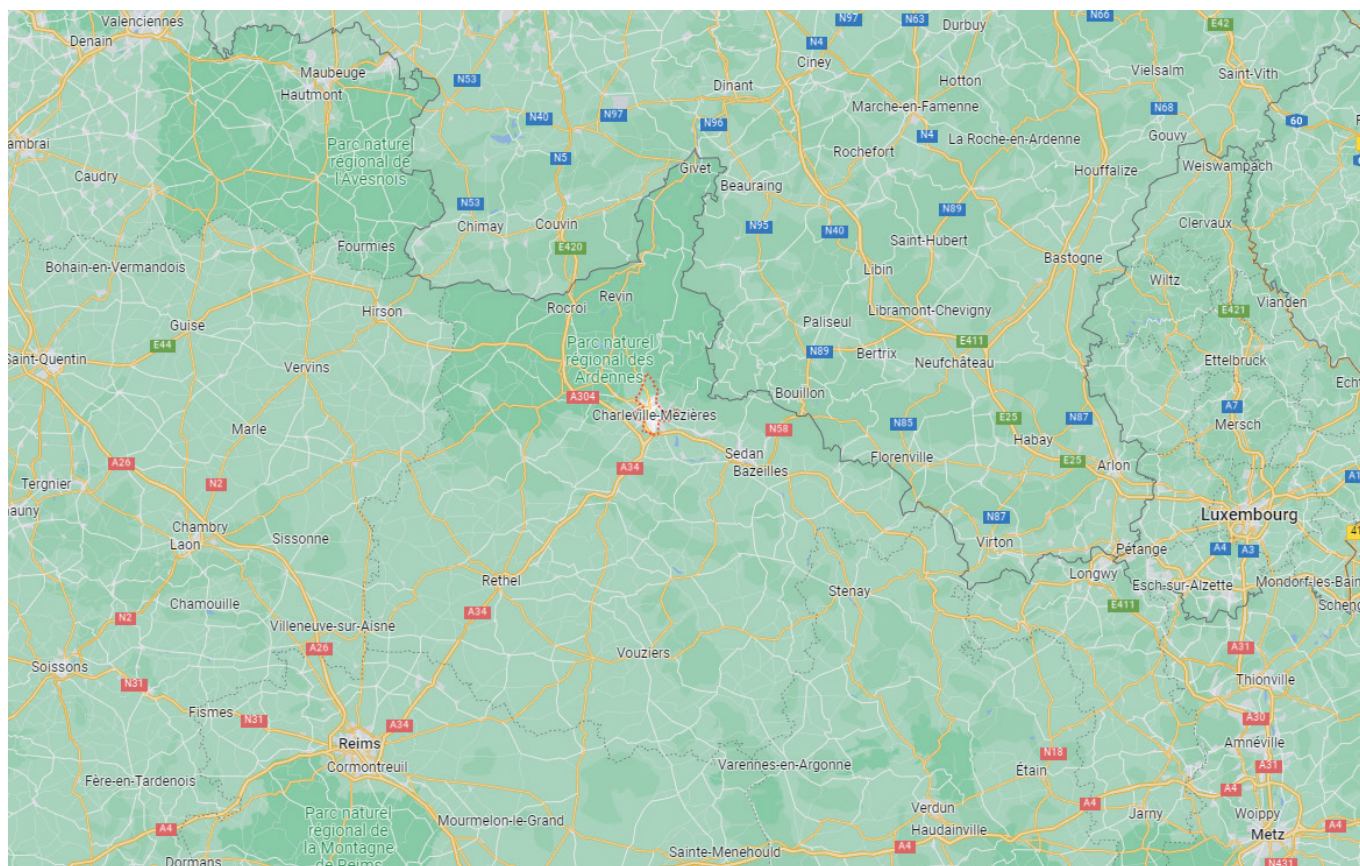 Valenciennes
N97
N63
Durbuy
N66
E42
Denain
N4
Ciney
Maubeuge
Hautmont
N53
Dinant
Hotton
Vielsalm
Saint-Vith
N40
N97
N96
Marche-en-Famenne
N68
Parc naturel
régional de
l'Avesnois
N5
N4
La Roche-en-Ardenne
Gouvy
60
Rochefort
Caudry
Givet
Beauraing
Houffalize
Weiswampach
N53
Chimay
Couvin
N95
N40
N89
Clervaux
Fourmies
E420
Saint-Hubert
Bastogne
Bohain-en-Vermandois
Libin
Wiltz
Revin
Rocroi
Hirson
Libramont-Chevigny
E421
Vianden
Guise
Paliseul
E44
Parc naturel
régional des
Ardennes
E411
Saint-Quentin
N89
Bertrix
Neufchâteau
Ettelbruck
Vervins
A304
Bouillon
A7
Charleville-Mézières
E25
N87
Mersch
Marle
N58
N85
Habay
Sedan
Florenville
E25
Arlon
A26
A34
Bazeilles
Tergnier
N2
Luxembourg
Chambry
N87
Laon
Sissonne
Virton
Pétange
A4
A3
Rethel
Longwy
Esch-sur-Alzette
Mondorf-les-Bain
Stenay
Chamouille
E411
N2
A34
Villeneuve-sur-Aisne
A26
A31
Vouziers
Soissons
Thionville
N31
Fismes
N31
A34
A30
Reims
Amnéville
N18
Cormontreuil
Varennes-en-Argonne
Étain
A31
Fère-en-Tardenois
A4
Parc naturel
régional de
la Montagne
de Reims
Verdun
A4
Jarny
Woippy
Mourmelon-le-Grand
Haudainville
A4
Metz
A4
Sainte-Menehould
A4
Dormans
N431